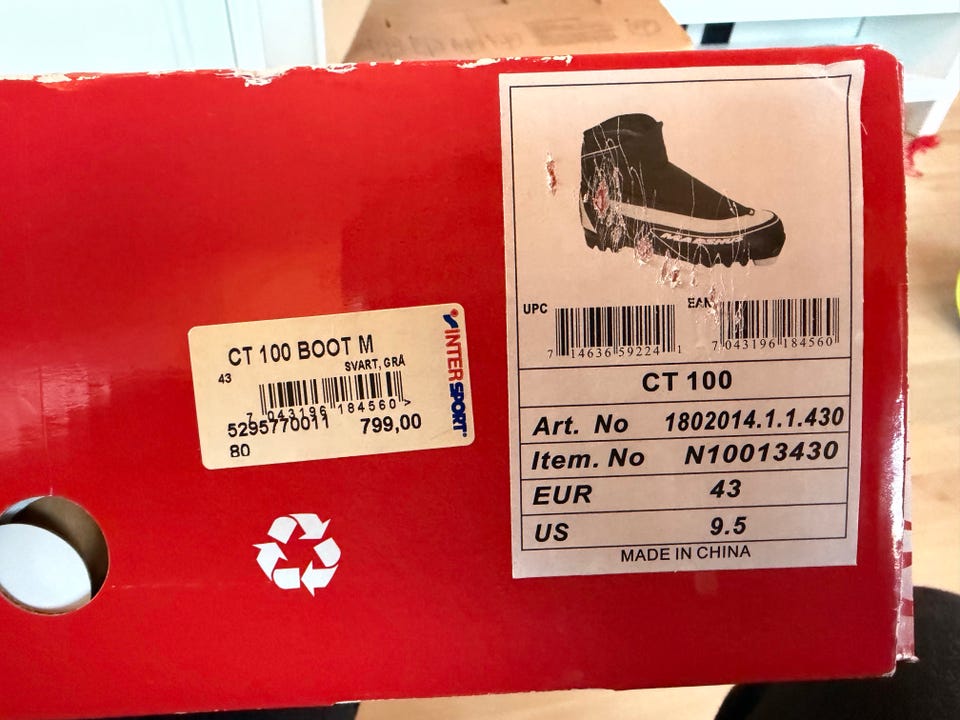 CT 100 BOOT M
43
SVART, GRÅ
7 043196 184560 >
5295770011 799,00
80
INTERSPORT
UPC
7 14636 59224 1
EAN
7 043196 184560
CT 100
Art. No 1802014.1.1.430
Item. No N10013430
EUR 43
US 9.5
MADE IN CHINA